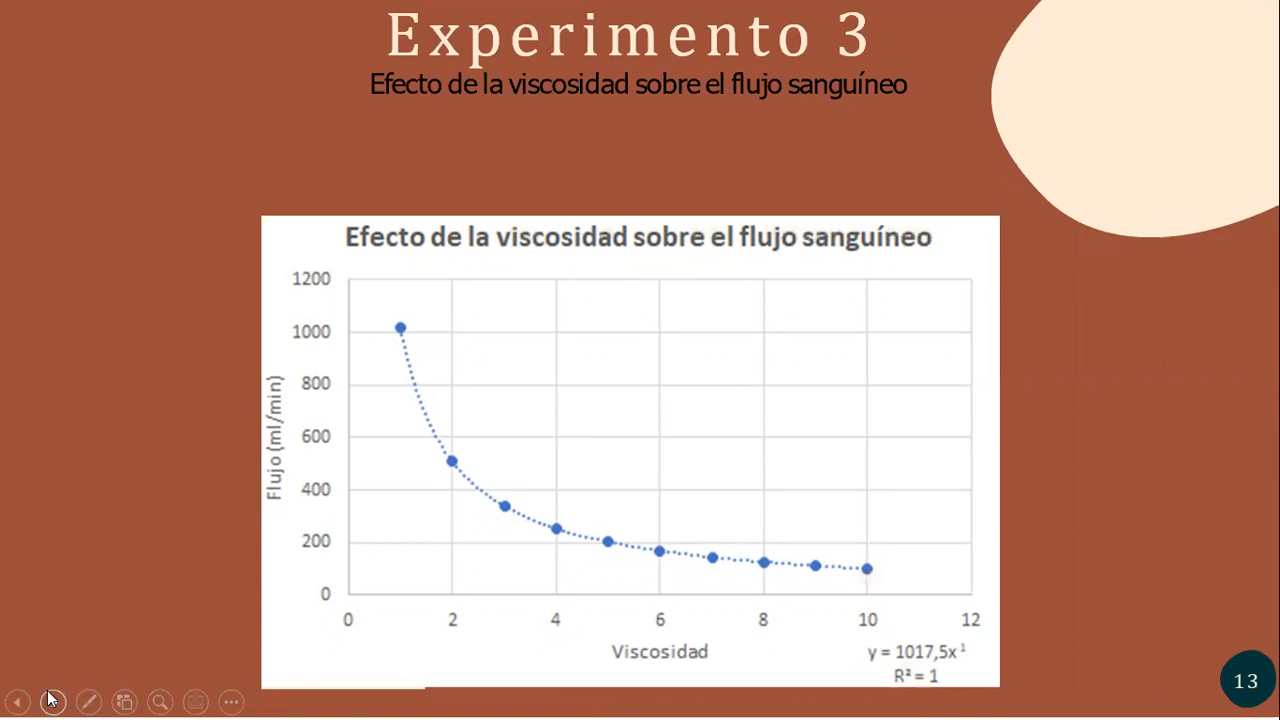 Experimento 3
Efecto de la viscosidad sobre el flujo sanguíneo
Efecto de la viscosidad sobre el flujo sanguíneo
1200
1000
800
600
400
200
0
Flujo (ml/min)
0 2 4 6 8 10 12
Viscosidad
y = 1017,5x⁻¹
R² = 1
13